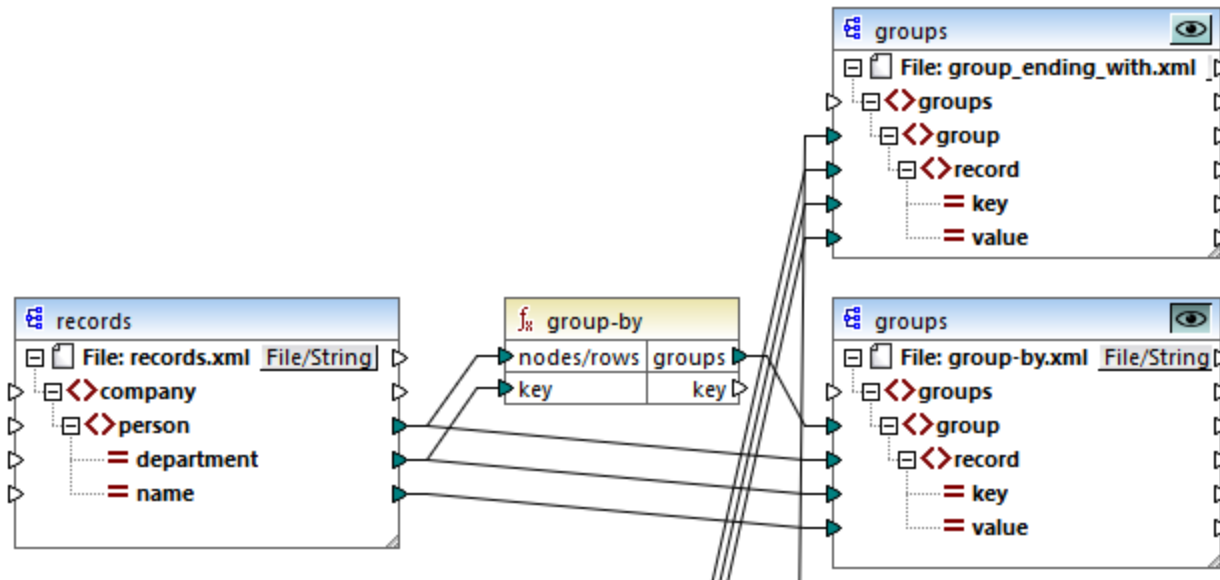 groups
File: group_ending_with.xml
groups
group
record
key
value
records
File: records.xml File/String
company
person
department
name
fx group-by
nodes/rows groups
key key
groups
File: group-by.xml File/String
groups
group
record
key
value